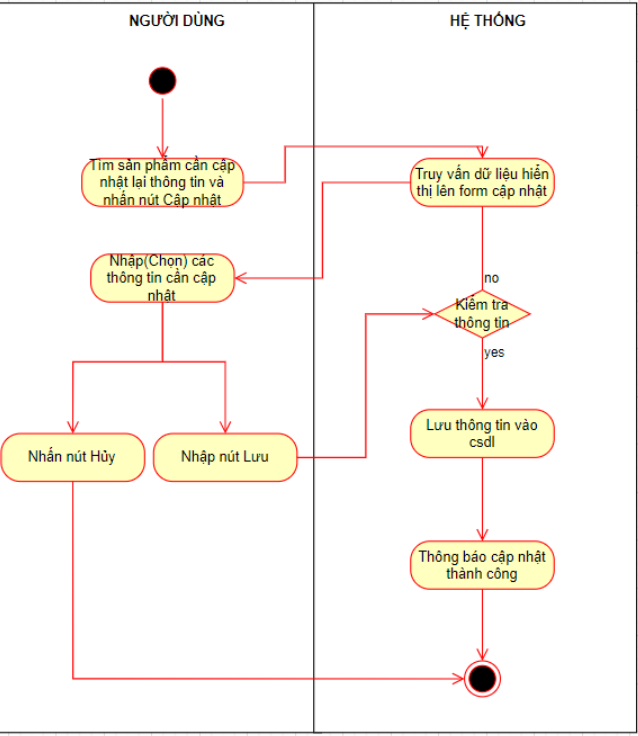 NGƯỜI DÙNG
HỆ THỐNG
Tìm sản phẩm cần cập
nhật lại thông tin và
nhấn nút Cập nhật
Truy vấn dữ liệu hiển
thị lên form cập nhật
Nhập(Chọn) các
thông tin cần cập
nhật
no
Kiểm tra
thông tin
yes
Lưu thông tin vào
csdl
Nhấn nút Hủy
Nhập nút Lưu
Thông báo cập nhật
thành công